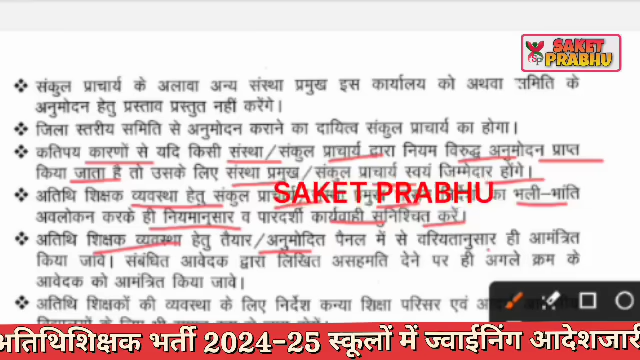 SAKET
PRABHU
❖ संकुल प्राचार्य के अलावा अन्य संस्था प्रमुख इस कार्यालय को अथवा समिति के
अनुमोदन हेतु प्रस्ताव प्रस्तुत नहीं करेंगे।
❖ जिला स्तरीय समिति से अनुमोदन कराने का दायित्व संकुल प्राचार्य का होगा।
❖ कतिपय कारणों से यदि किसी संस्था/संकुल प्राचार्य द्वारा नियम विरुद्ध अनुमोदन प्राप्त
किया जाता है तो उसके लिए संस्था प्रमुख/संकुल प्राचार्य स्वयं जिम्मेदार होंगे।
❖ अतिथि शिक्षक व्यवस्था हेतु संकुल का भली-भांति
SAKET PRABHU
अवलोकन करके ही नियमानुसार व पारदर्शी कार्यवाही सुनिश्चित करें।
❖ अतिथि शिक्षक व्यवस्था हेतु तैयार/अनुमोदित पैनल में से वरियतानुसार ही आमंत्रित
किया जावे। संबंधित आवेदक द्वारा लिखित असहमति देने पर ही अगले क्रम के
आवेदक को आमंत्रित किया जावे।
❖ अतिथि शिक्षकों की व्यवस्था के लिए निर्देश कन्या शिक्षा परिसर एवं
अतिथिशिक्षक भर्ती 2024-25 स्कूलों में ज्वाईनिंग आदेशजारी